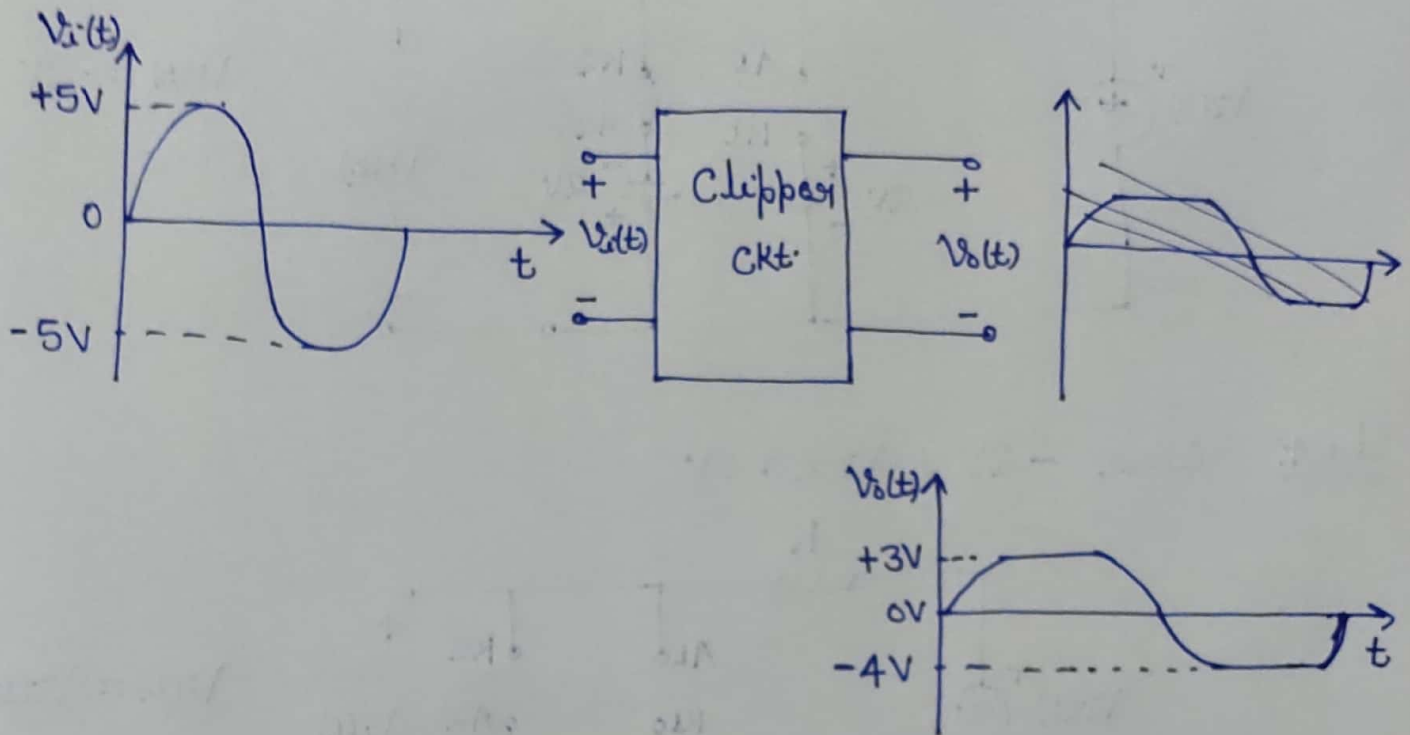 Vi(t)
+5V
0
-5V
t
+
Vi(t)
-
Clipper
Ckt.
+
Vo(t)
-
Vo(t)
+3V
0V
-4V
t